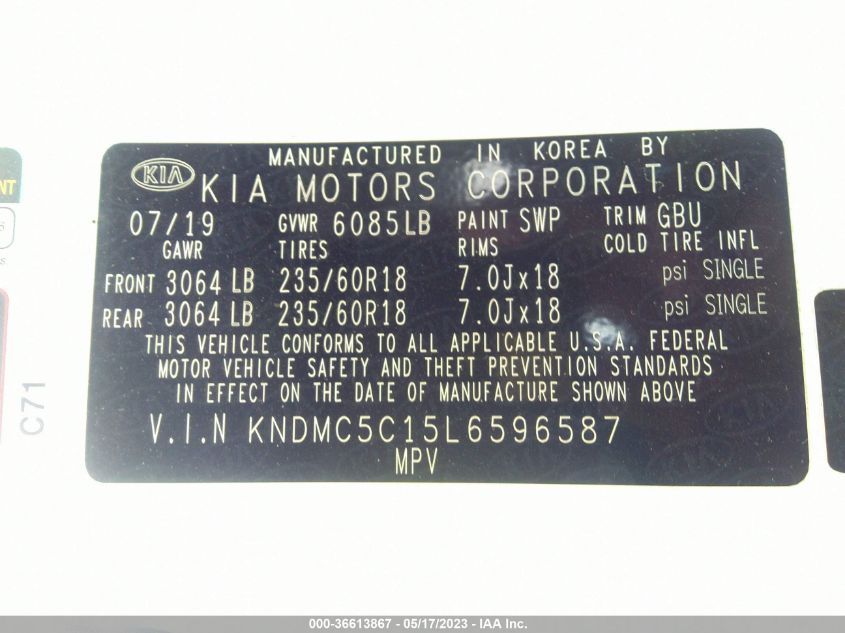 MANUFACTURED IN KOREA BY
KIA KIA MOTORS CORPORATION
07/19 GVWR 6085LB PAINT SWP TRIM GBU
GAWR TIRES RIMS COLD TIRE INFL
FRONT 3064 LB 235/60R18 7.0Jx18 psi SINGLE
REAR 3064 LB 235/60R18 7.0Jx18 psi SINGLE
THIS VEHICLE CONFORMS TO ALL APPLICABLE U.S.A. FEDERAL
MOTOR VEHICLE SAFETY AND THEFT PREVENTION STANDARDS
IN EFFECT ON THE DATE OF MANUFACTURE SHOWN ABOVE
V.I.N KNDMC5C15L6596587
MPV
C71
NT
000-36613867 - 05/17/2023 - IAA Inc.